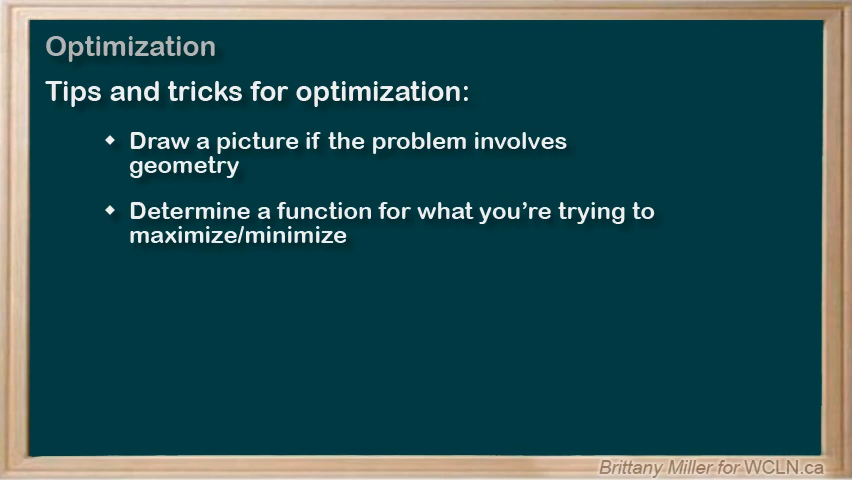 Optimization
Tips and tricks for optimization:
◆ Draw a picture if the problem involves
geometry
◆ Determine a function for what you’re trying to
maximize/minimize
Brittany Miller for WCLN.ca